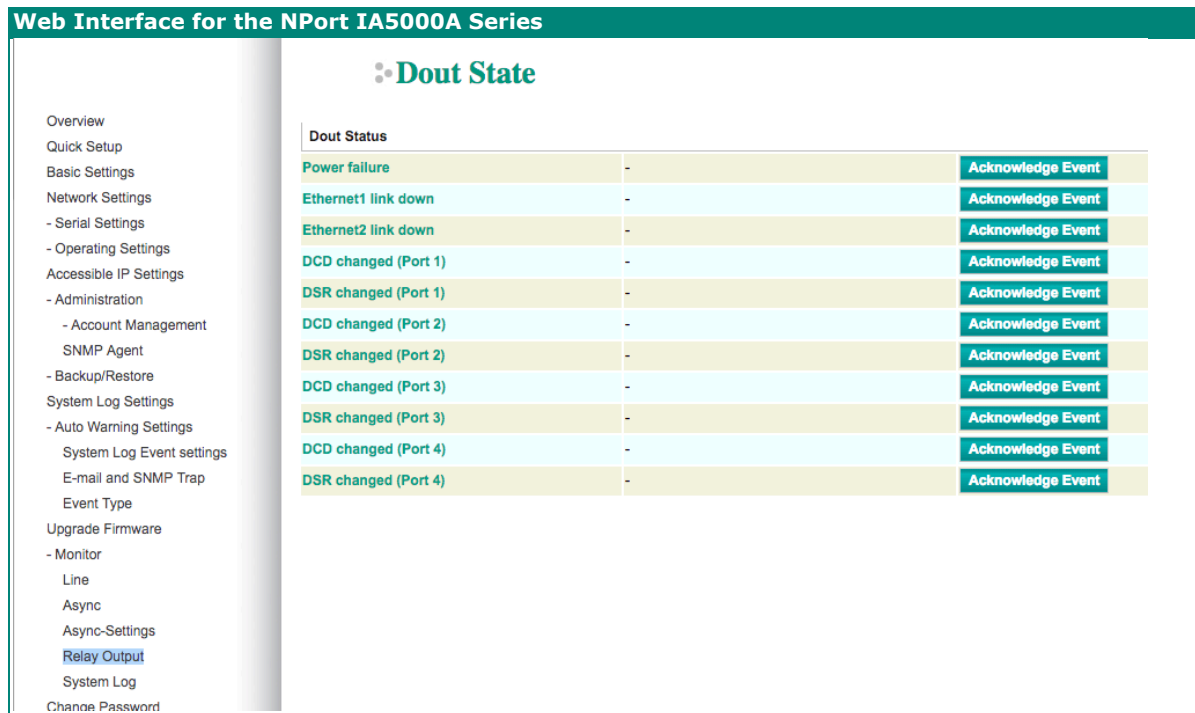 Web Interface for the NPort IA5000A Series
Overview
Quick Setup
Basic Settings
Network Settings
- Serial Settings
- Operating Settings
Accessible IP Settings
- Administration
- Account Management
SNMP Agent
- Backup/Restore
System Log Settings
- Auto Warning Settings
System Log Event settings
E-mail and SNMP Trap
Event Type
Upgrade Firmware
- Monitor
Line
Async
Async-Settings
Relay Output
System Log
Change Password
Dout State
Dout Status
Power failure - Acknowledge Event
Ethernet1 link down - Acknowledge Event
Ethernet2 link down - Acknowledge Event
DCD changed (Port 1) - Acknowledge Event
DSR changed (Port 1) - Acknowledge Event
DCD changed (Port 2) - Acknowledge Event
DSR changed (Port 2) - Acknowledge Event
DCD changed (Port 3) - Acknowledge Event
DSR changed (Port 3) - Acknowledge Event
DCD changed (Port 4) - Acknowledge Event
DSR changed (Port 4) - Acknowledge Event